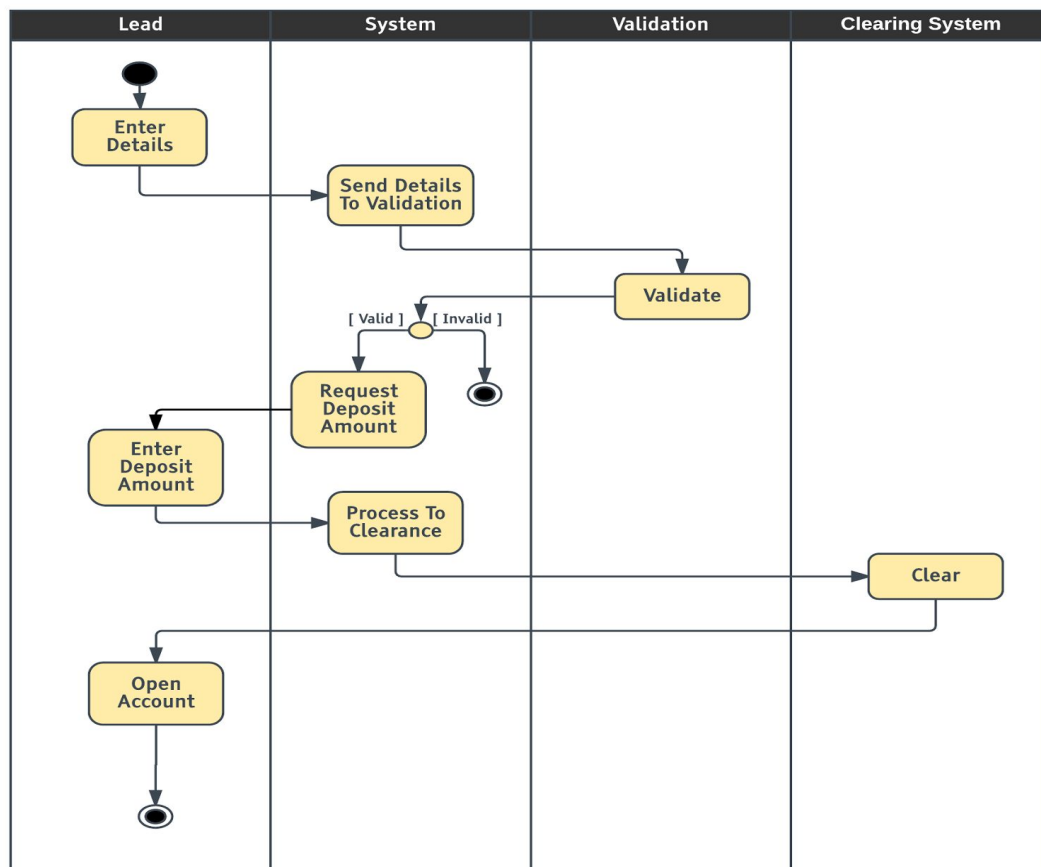 Lead
System
Validation
Clearing System
Enter
Details
Send Details
To Validation
Validate
[ Valid ]
[ Invalid ]
Request
Deposit
Amount
Enter
Deposit
Amount
Process To
Clearance
Clear
Open
Account